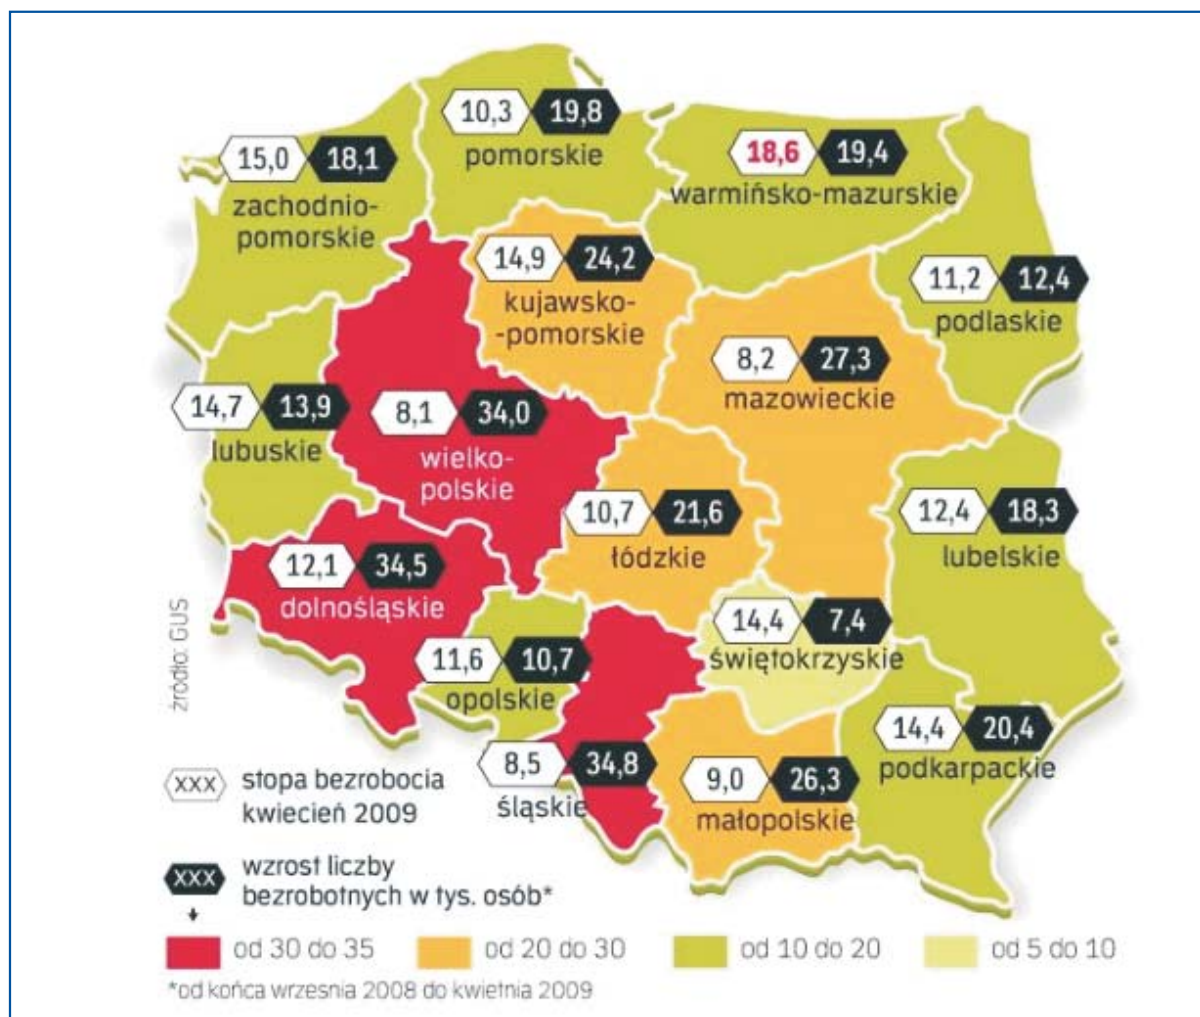 10,3 19,8
pomorskie
15,0 18,1
zachodnio-
pomorskie
18,6 19,4
warmińsko-mazurskie
14,9 24,2
kujawsko-
-pomorskie
11,2 12,4
podlaskie
8,2 27,3
mazowieckie
14,7 13,9
lubuskie
8,1 34,0
wielko-
polskie
10,7 21,6
łódzkie
12,4 18,3
lubelskie
12,1 34,5
dolnośląskie
14,4 7,4
świętokrzyskie
11,6 10,7
opolskie
14,4 20,4
podkarpackie
8,5 34,8
śląskie
9,0 26,3
małopolskie
źródło: GUS
xxx stopa bezrobocia
kwiecień 2009
xxx wzrost liczby
bezrobotnych w tys. osób*
od 30 do 35 od 20 do 30 od 10 do 20 od 5 do 10
*od końca wrzesnia 2008 do kwietnia 2009